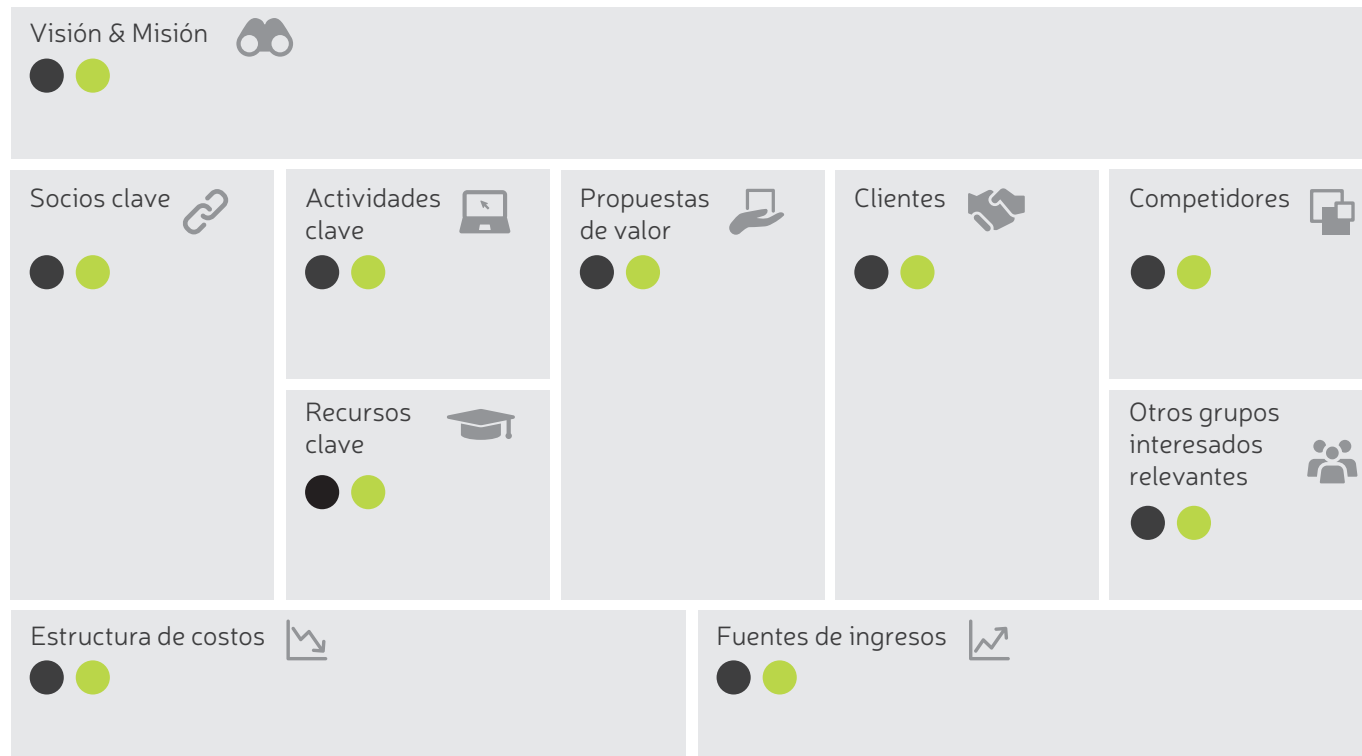 Visión & Misión
Socios clave
Actividades
clave
Propuestas
de valor
Clientes
Competidores
Recursos
clave
Otros grupos
interesados
relevantes
Estructura de costos
Fuentes de ingresos